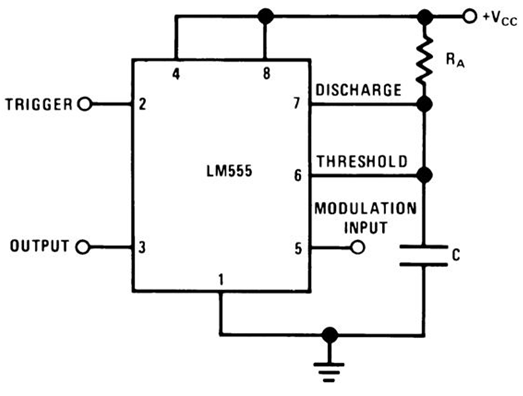 +VCC
4
8
RA
TRIGGER
2
7
DISCHARGE
LM555
6
THRESHOLD
MODULATION
INPUT
OUTPUT
3
5
C
1